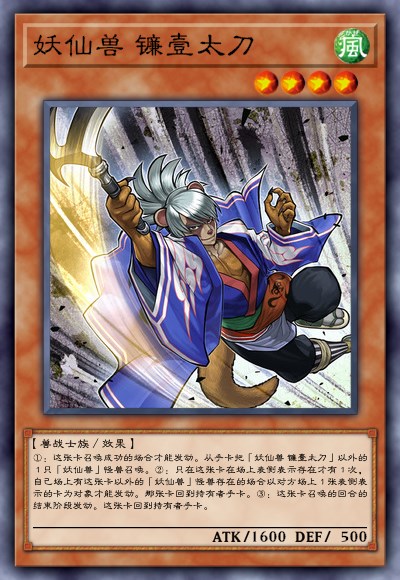 妖仙兽 镰壹太刀
風
【兽战士族/效果】
①：这张卡召唤成功的场合才能发动。从手卡把「妖仙兽 镰壹太刀」以外的
1只「妖仙兽」怪兽召唤。②：只在这张卡在场上表侧表示存在才有1次，
自己场上有这张卡以外的「妖仙兽」怪兽存在的场合以对方场上1张表侧表
示的卡为对象才能发动。那张卡回到持有者手卡。③：这张卡召唤的回合的
结束阶段发动。这张卡回到持有者手卡。
ATK/1600 DEF/ 500